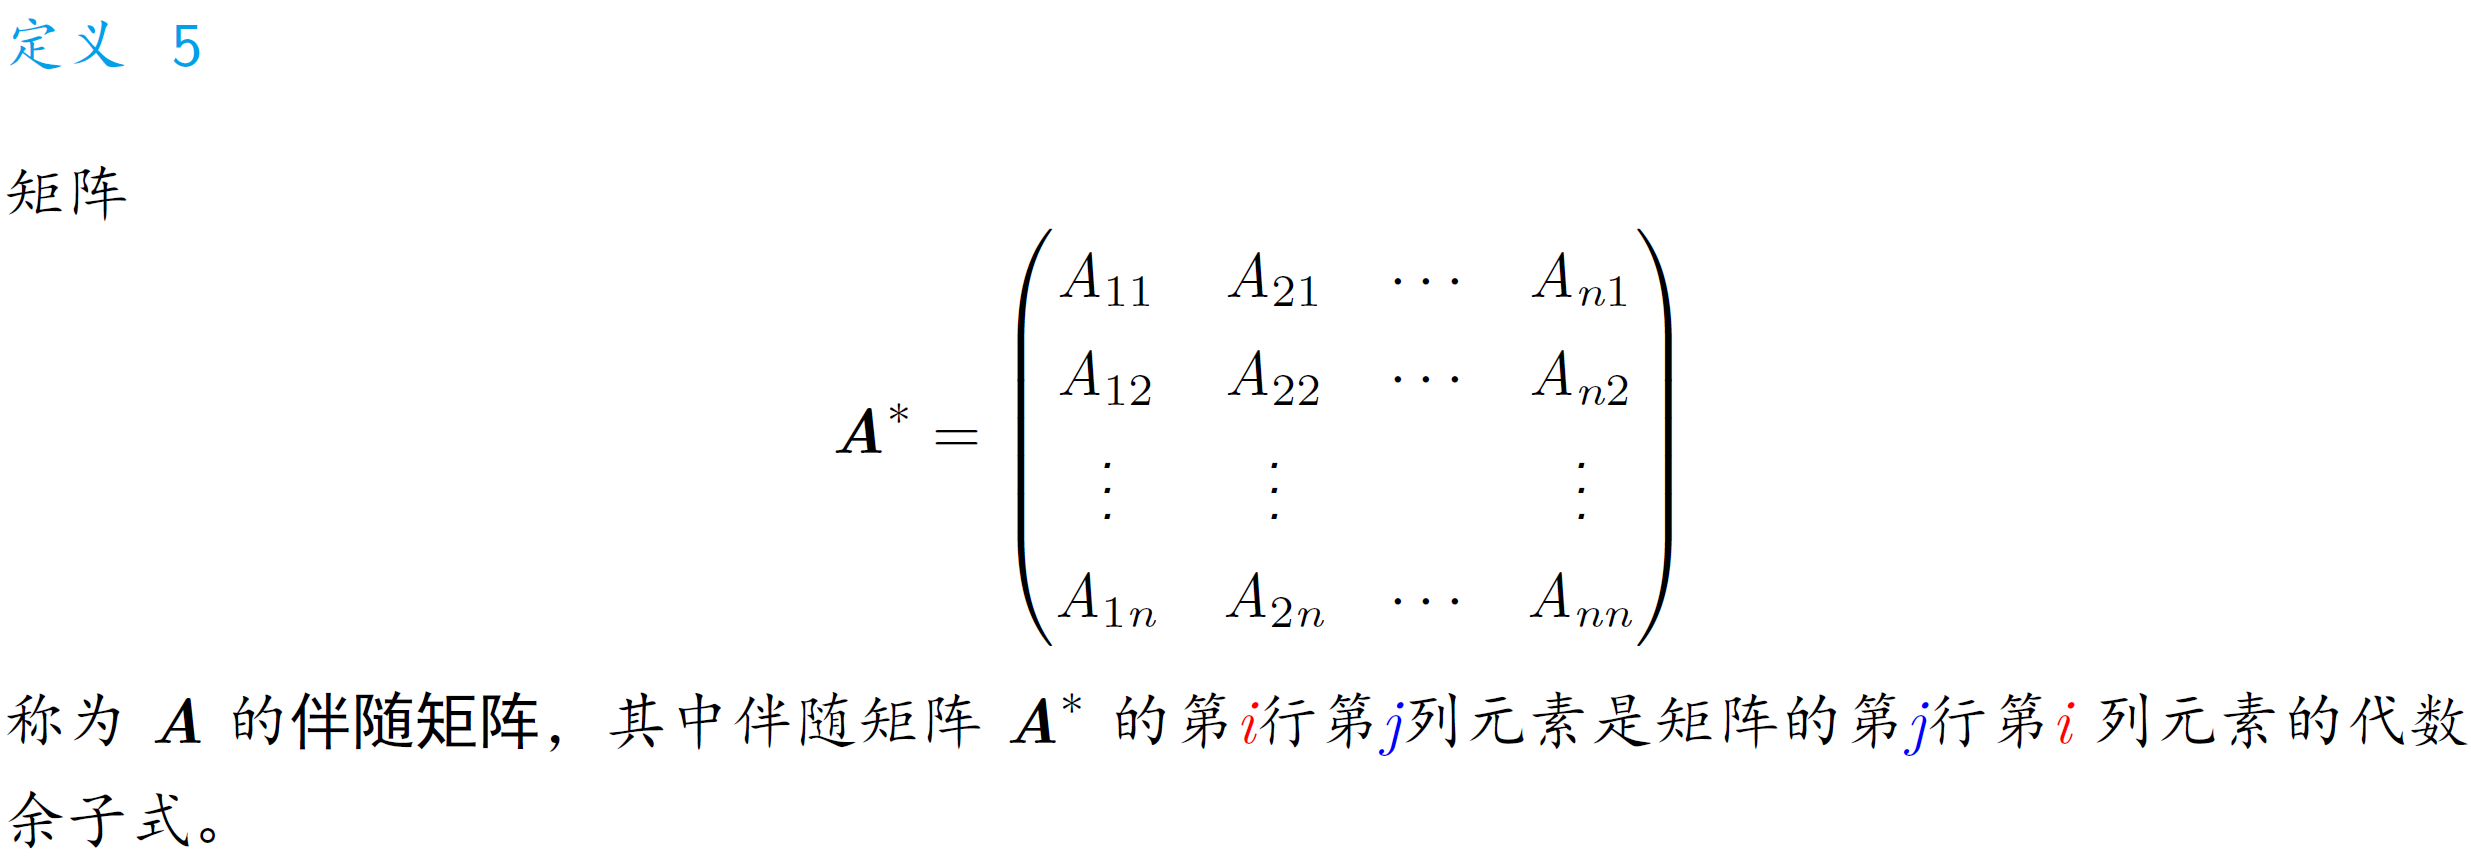 定义 5
矩阵
$$\boldsymbol{A}^* = \begin{pmatrix} A_{11} & A_{21} & \cdots & A_{n1} \\ A_{12} & A_{22} & \cdots & A_{n2} \\ \vdots & \vdots & & \vdots \\ A_{1n} & A_{2n} & \cdots & A_{nn} \end{pmatrix}$$
称为 $\boldsymbol{A}$ 的伴随矩阵，其中伴随矩阵 $\boldsymbol{A}^*$ 的第$i$行第$j$列元素是矩阵的第$j$行第$i$ 列元素的代数
余子式。